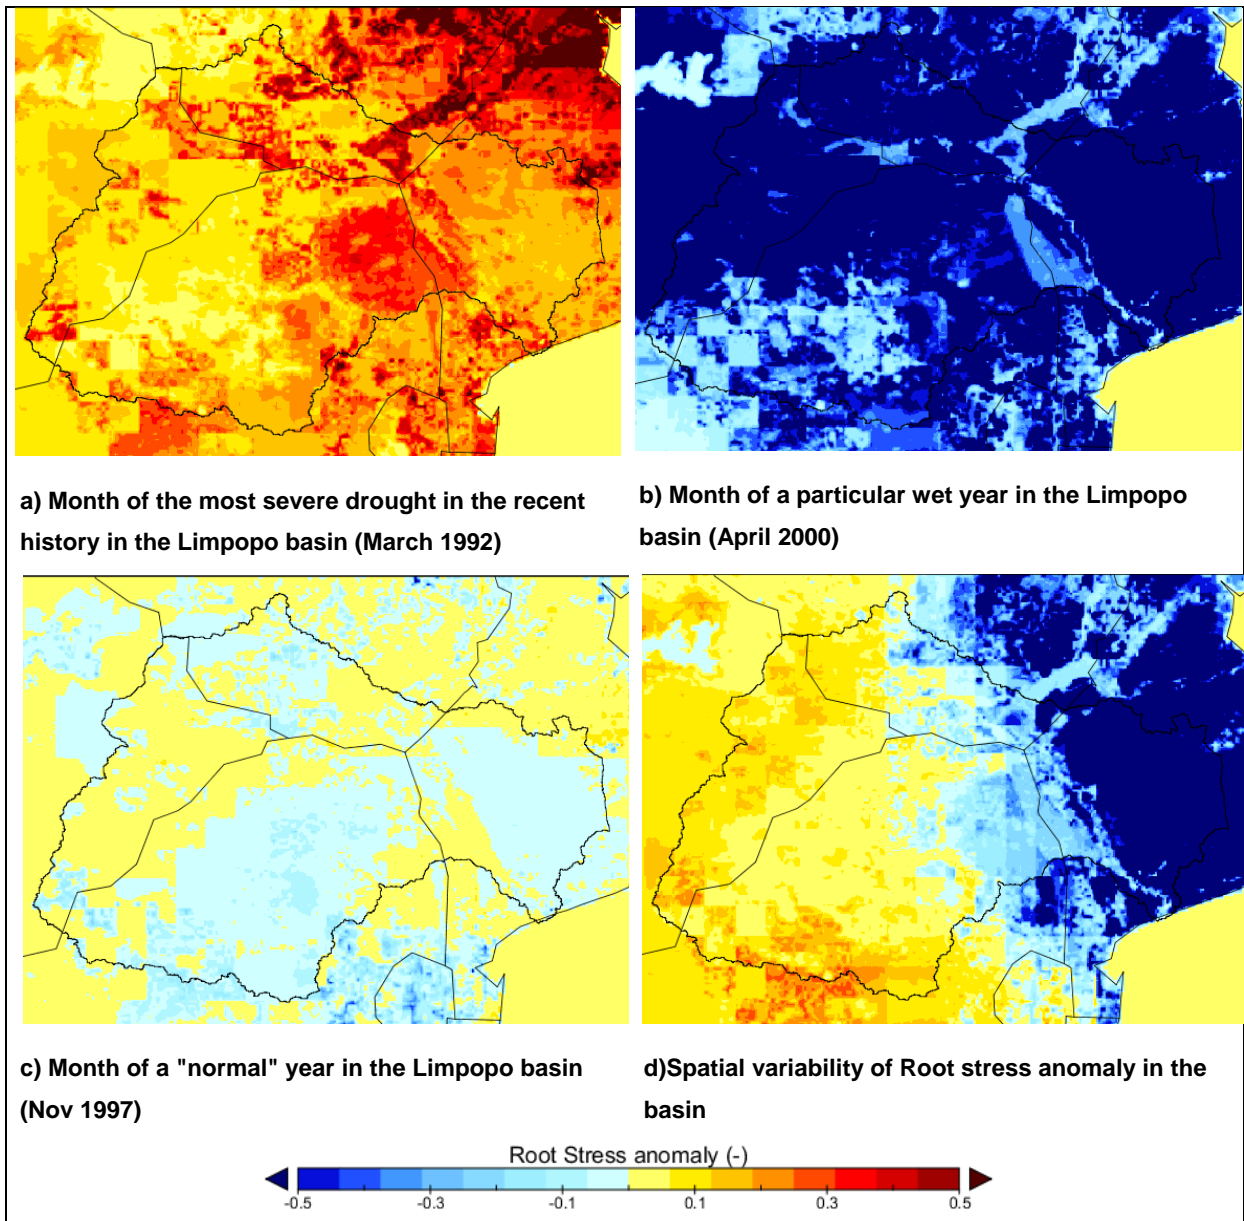 a) Month of the most severe drought in the recent
history in the Limpopo basin (March 1992)
b) Month of a particular wet year in the Limpopo
basin (April 2000)
c) Month of a "normal" year in the Limpopo basin
(Nov 1997)
d)Spatial variability of Root stress anomaly in the
basin
Root Stress anomaly (-)
-0.5 -0.3 -0.1 0.1 0.3 0.5